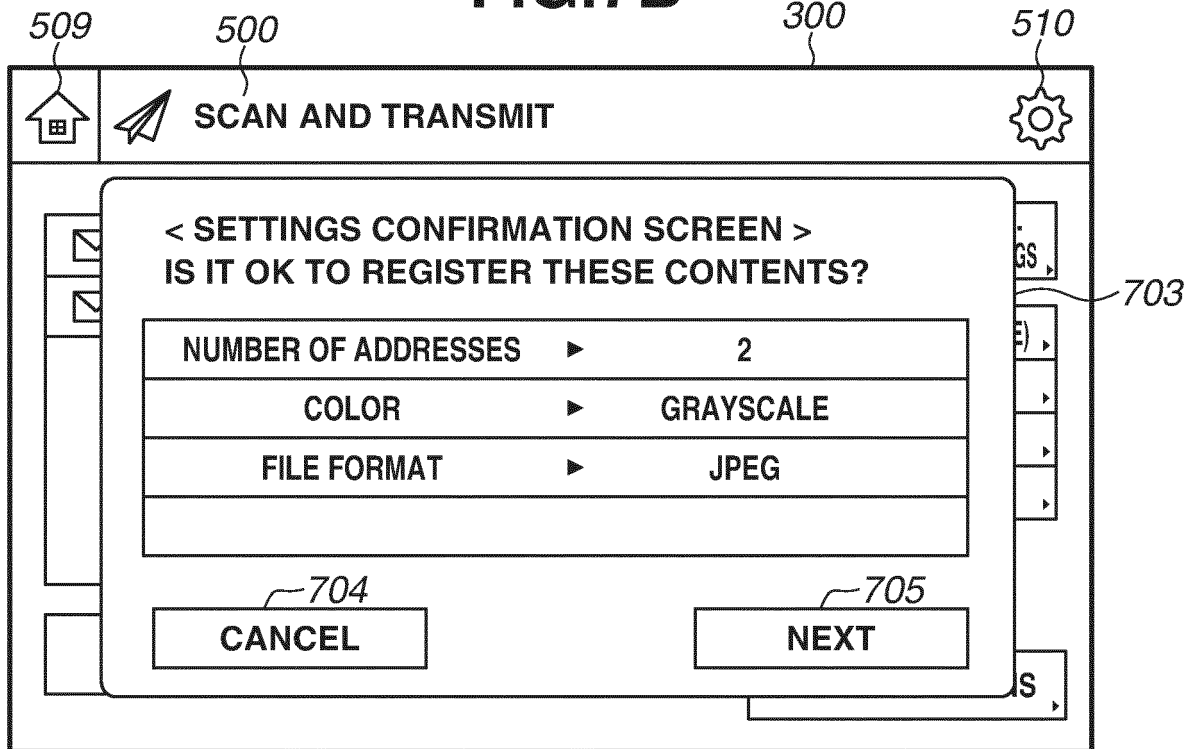 509 500 300 510
SCAN AND TRANSMIT
< SETTINGS CONFIRMATION SCREEN >
IS IT OK TO REGISTER THESE CONTENTS?
703
NUMBER OF ADDRESSES ► 2
COLOR ► GRAYSCALE
FILE FORMAT ► JPEG
704 705
CANCEL NEXT